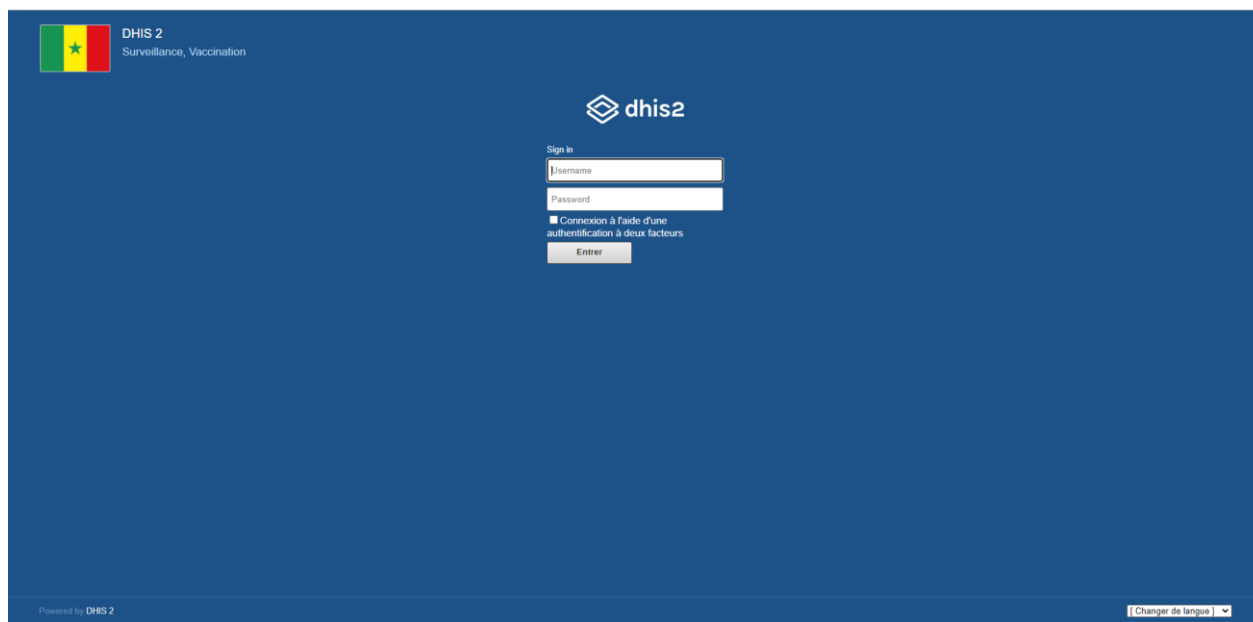 DHIS 2
Surveillance, Vaccination
dhis2
Sign in
Username
Password
Connexion à l'aide d'une
authentification à deux facteurs
Entrer
Powered by DHIS 2
[ Changer de langue ]